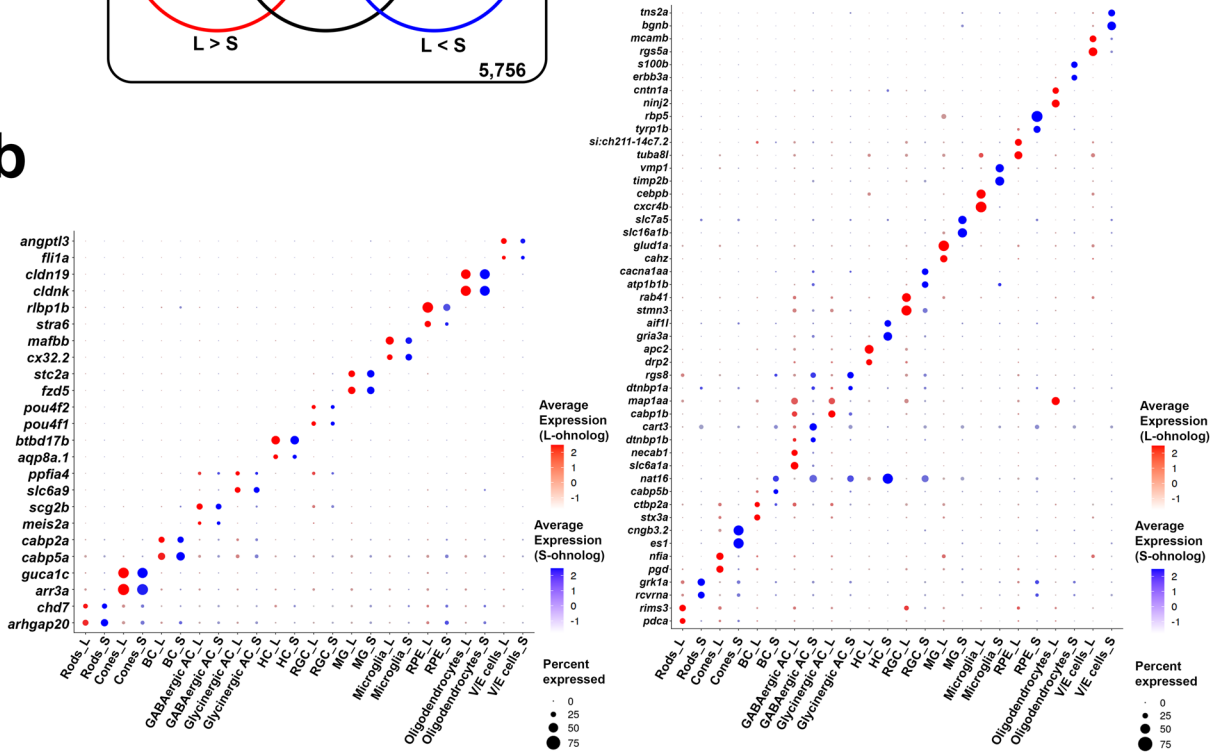 L > S
L < S
5,756
b
angptl3
fli1a
cldn19
cldnk
rlbp1b
stra6
mafbb
cx32.2
stc2a
fzd5
pou4f2
pou4f1
btbd17b
aqp8a.1
ppfia4
slc6a9
scg2b
meis2a
cabp2a
cabp5a
guca1c
arr3a
chd7
arhgap20
Rods_L
Rods_S
Cones_L
Cones_S
BC_L
BC_S
GABAergic AC_L
GABAergic AC_S
Glycinergic AC_L
Glycinergic AC_S
HC_L
HC_S
RGC_L
RGC_S
MG_L
MG_S
Microglia_L
Microglia_S
RPE_L
RPE_S
Oligodendrocytes_L
Oligodendrocytes_S
V/E cells_L
V/E cells_S
Average
Expression
(L-ohnolog)
2
1
0
-1
Average
Expression
(S-ohnolog)
2
1
0
-1
Percent
expressed
0
25
50
75
tns2a
bgnb
mcamb
rgs5a
s100b
erbb3a
cntn1a
ninj2
rbp5
tyrp1b
si:ch211-14c7.2
tuba8l
vmp1
timp2b
cebpb
cxcr4b
slc7a5
slc16a1b
glud1a
cahz
cacna1aa
atp1b1b
rab41
stmn3
aif1l
gria3a
apc2
drp2
rgs8
dtnbp1a
map1aa
cabp1b
cart3
dtnbp1b
necab1
slc6a1a
nat16
cabp5b
ctbp2a
stx3a
cngb3.2
es1
nfia
pgd
grk1a
rcvrna
rims3
pdca
Rods_L
Rods_S
Cones_L
Cones_S
BC_L
BC_S
GABAergic AC_L
GABAergic AC_S
Glycinergic AC_L
Glycinergic AC_S
HC_L
HC_S
RGC_L
RGC_S
MG_L
MG_S
Microglia_L
Microglia_S
RPE_L
RPE_S
Oligodendrocytes_L
Oligodendrocytes_S
V/E cells_L
V/E cells_S
Average
Expression
(L-ohnolog)
2
1
0
-1
Average
Expression
(S-ohnolog)
2
1
0
-1
Percent
expressed
0
25
50
75